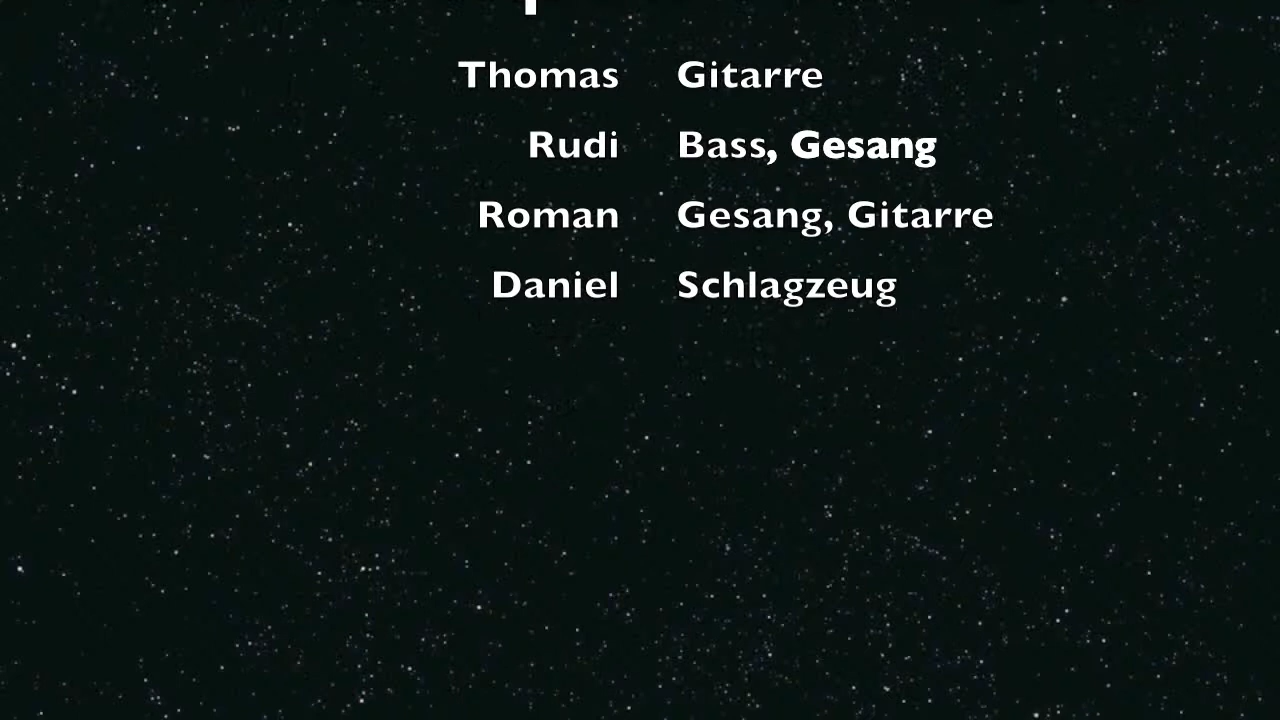 Thomas Gitarre
Rudi Bass, Gesang
Roman Gesang, Gitarre
Daniel Schlagzeug